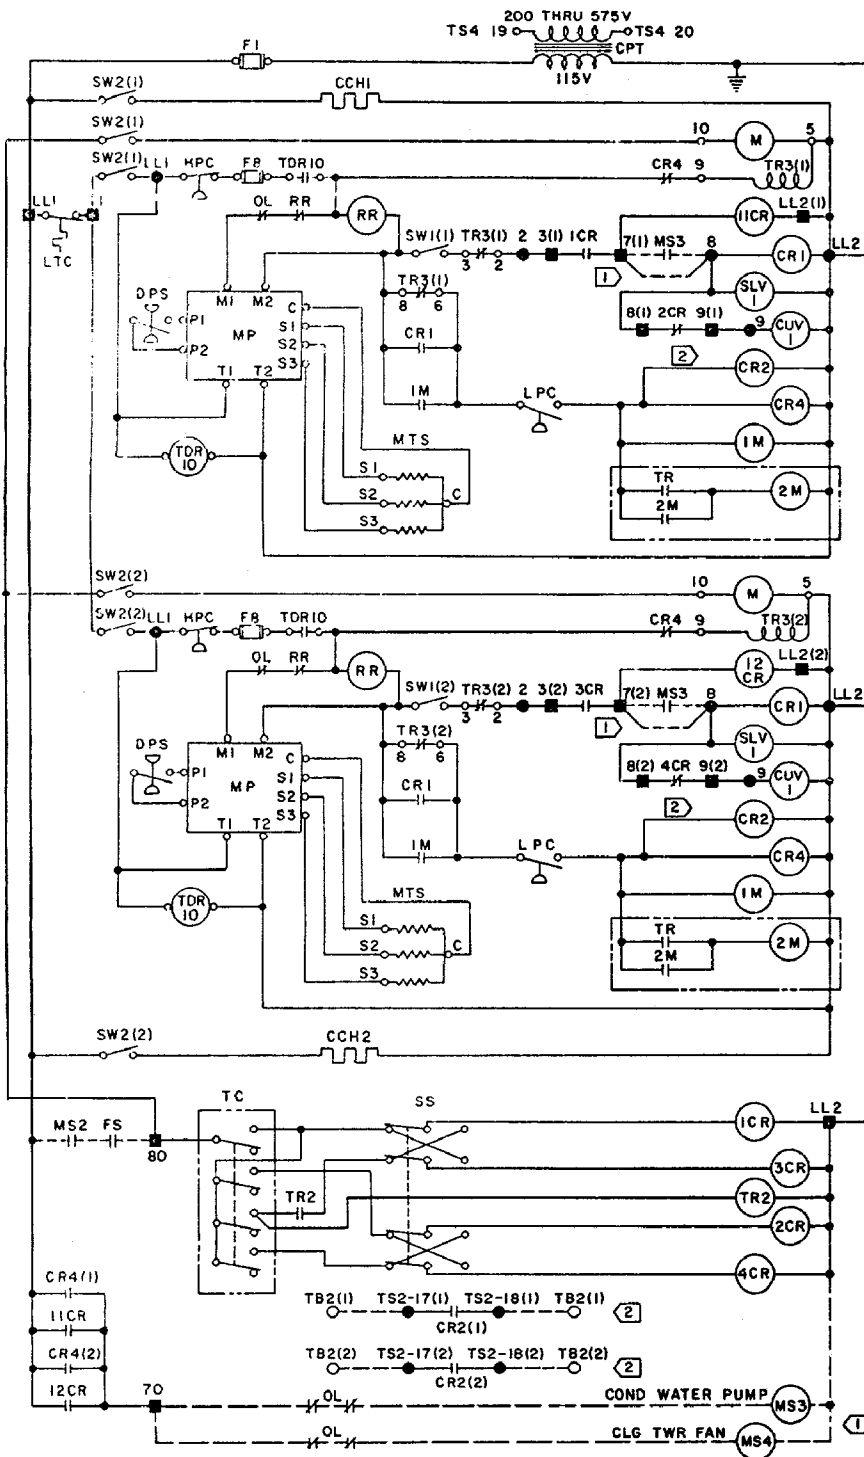 200 THRU 575V
TS4 19 TS4 20
F1 CPT
115V
SW2(1) CCH1
SW2(1) 10 M 5
SW2(1) LL1 HPC F8 TDR10 CR4 9 TR3(1)
LL1 1 OL RR RR 11CR LL2(1)
LTC
SW1(1) TR3(1) 2 3(1) 1CR 7(1) MS3 8 CR1 LL2
3 2 1
M1 M2 TR3(1)
8 6
DPS C SLV 1
P1 MP S1
P2 S2 CR1 8(1) 2CR 9(1) 9 CUV 1
S3 2
T1 T2 1M LPC CR2
CR4
TDR 10 MTS 1M
S1
S2 C TR 2M
S3 2M
SW2(2) 10 M 5
SW2(2) LL1 HPC F8 TDR10 CR4 9 TR3(2)
OL RR RR 12 CR LL2(2)
SW1(2) TR3(2) 2 3(2) 3CR 7(2) MS3 8 CR1 LL2
3 2 1
M1 M2 TR3(2)
8 6
DPS C SLV 1
P1 MP S1
P2 S2 CR1 8(2) 4CR 9(2) 9 CUV 1
S3 2
T1 T2 1M LPC CR2
CR4
TDR 10 MTS 1M
S1
S2 C TR 2M
S3 2M
SW2(2) CCH2
TC SS
MS2 FS 80 1CR LL2
3CR
TR2 TR2
2CR
4CR
CR4(1) TB2(1) TS2-17(1) TS2-18(1) TB2(1) 2
11CR CR2(1)
CR4(2) TB2(2) TS2-17(2) TS2-18(2) TB2(2) 2
CR2(2)
12CR 70 OL COND WATER PUMP MS3
1
OL CLG TWR FAN MS4